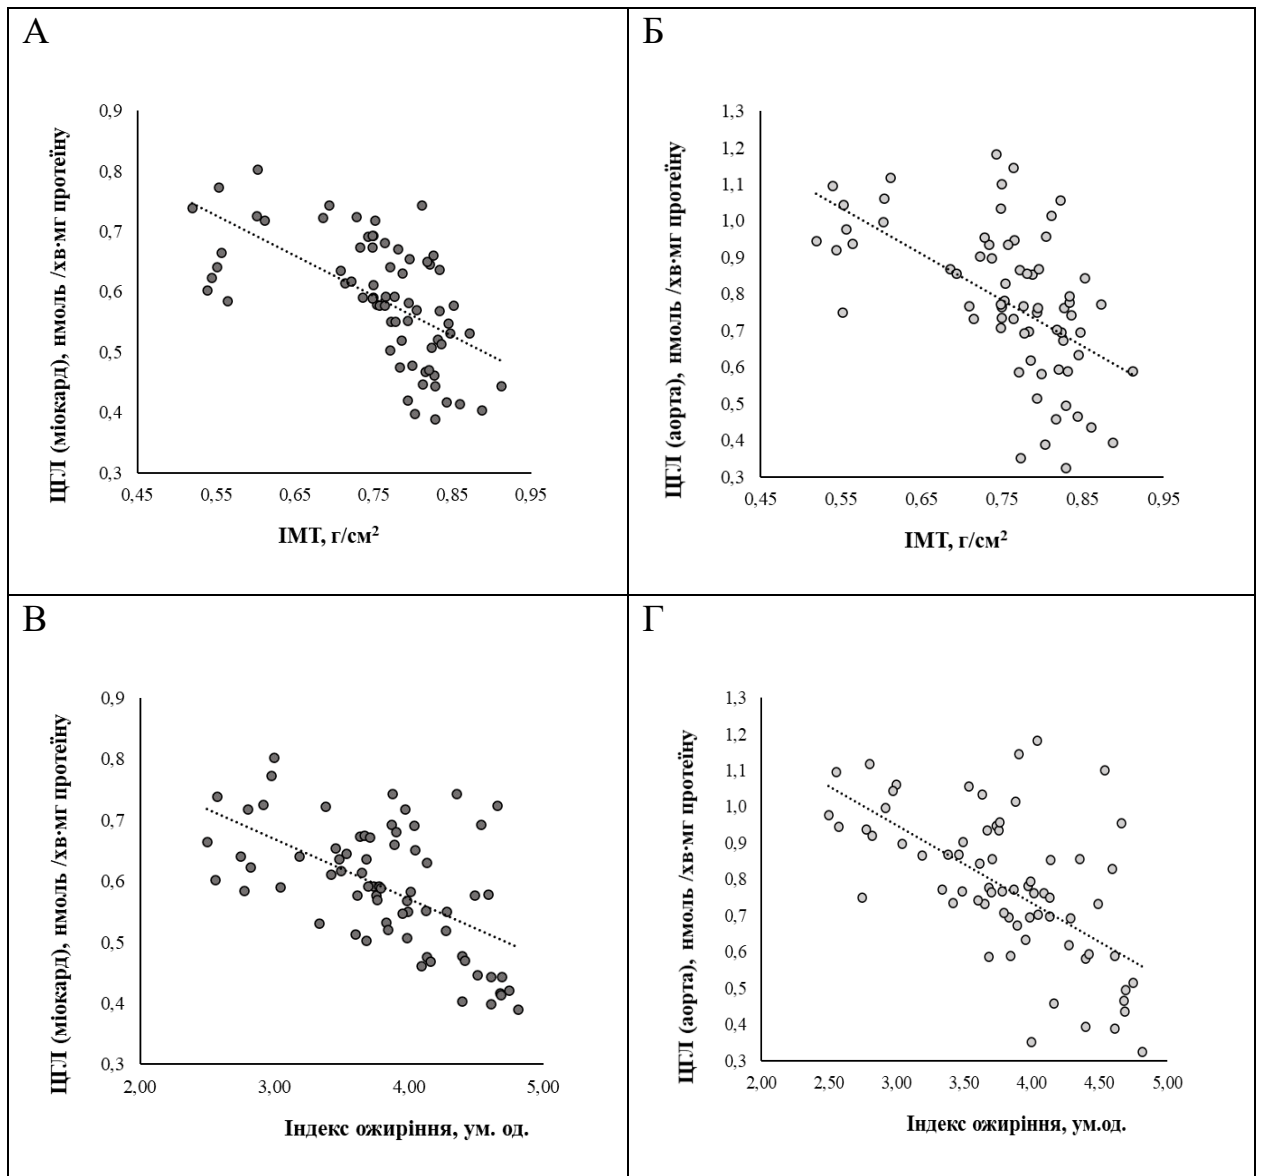 А
ЦГЛ (міокард), нмоль /хв·мг протеїну
0,9
0,8
0,7
0,6
0,5
0,4
0,3
0,45 0,55 0,65 0,75 0,85 0,95
ІМТ, г/см²
Б
ЦГЛ (аорта), нмоль /хв·мг протеїну
1,3
1,2
1,1
1,0
0,9
0,8
0,7
0,6
0,5
0,4
0,3
0,45 0,55 0,65 0,75 0,85 0,95
ІМТ, г/см²
В
ЦГЛ (міокард), нмоль /хв·мг протеїну
0,9
0,8
0,7
0,6
0,5
0,4
0,3
2,00 3,00 4,00 5,00
Індекс ожиріння, ум. од.
Г
ЦГЛ (аорта), нмоль /хв·мг протеїну
1,3
1,2
1,1
1,0
0,9
0,8
0,7
0,6
0,5
0,4
0,3
2,00 2,50 3,00 3,50 4,00 4,50 5,00
Індекс ожиріння, ум.од.